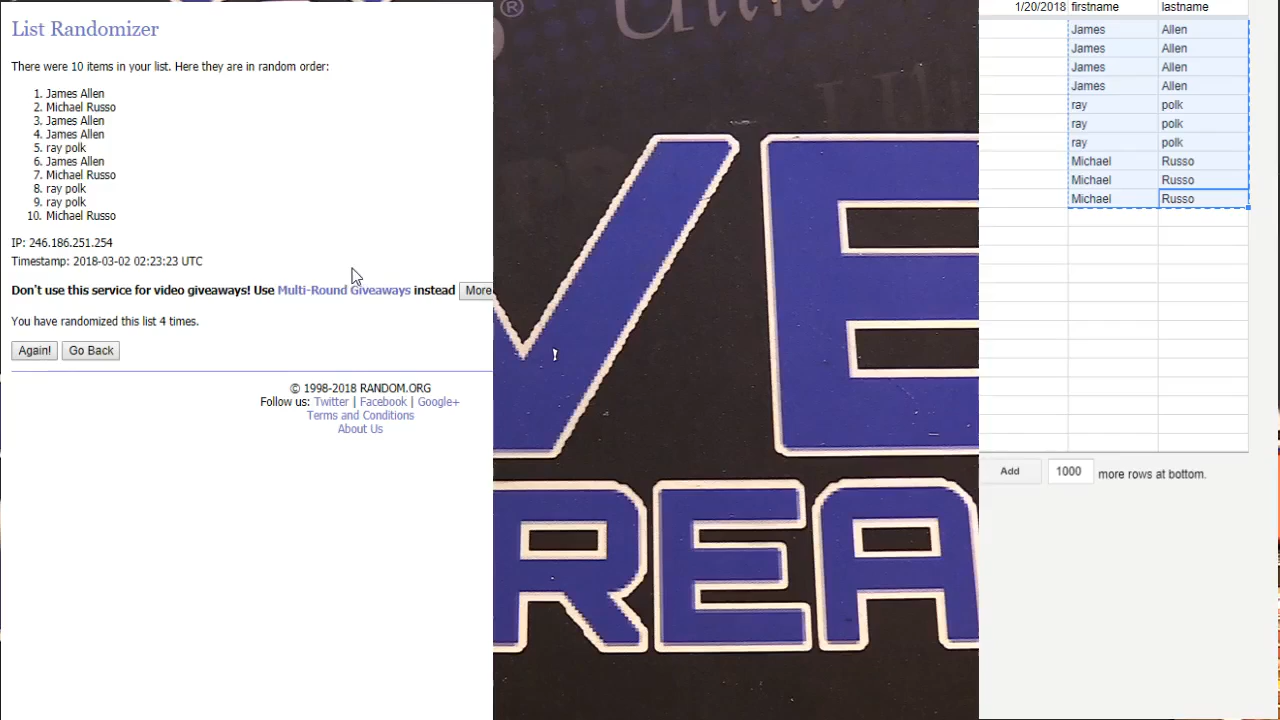 List Randomizer
There were 10 items in your list. Here they are in random order:
1. James Allen
2. Michael Russo
3. James Allen
4. James Allen
5. ray polk
6. James Allen
7. Michael Russo
8. ray polk
9. ray polk
10. Michael Russo
IP: 246.186.251.254
Timestamp: 2018-03-02 02:23:23 UTC
Don't use this service for video giveaways! Use Multi-Round Giveaways instead More
You have randomized this list 4 times.
Again! Go Back
© 1998-2018 RANDOM.ORG
Follow us: Twitter | Facebook | Google+
Terms and Conditions
About Us
® Ultra
VE
REA
1/20/2018 firstname lastname
James Allen
James Allen
James Allen
James Allen
ray polk
ray polk
ray polk
Michael Russo
Michael Russo
Michael Russo
Add 1000 more rows at bottom.